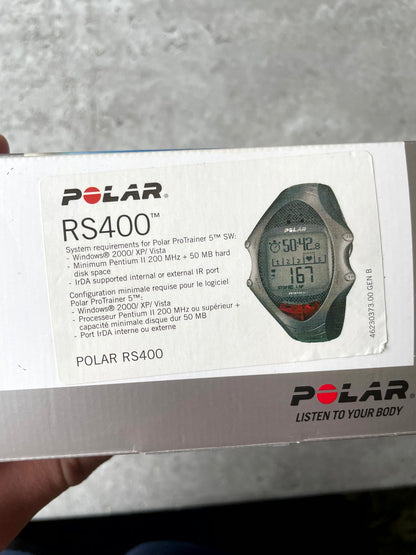 POLAR®
RS400™
System requirements for Polar ProTrainer 5™ SW:
- Windows® 2000/ XP/ Vista
- Minimum Pentium II 200 MHz + 50 MB hard
disk space
- IrDA supported internal or external IR port
Configuration minimale requise pour le logiciel
Polar ProTrainer 5™:
- Windows® 2000/ XP/ Vista
- Processeur Pentium II 200 MHz ou supérieur +
capacité minimale disque dur 50 MB
- Port IrDA interne ou externe
POLAR RS400
POLAR
50:42.8
167
46230373.00 GEN B
POLAR®
LISTEN TO YOUR BODY